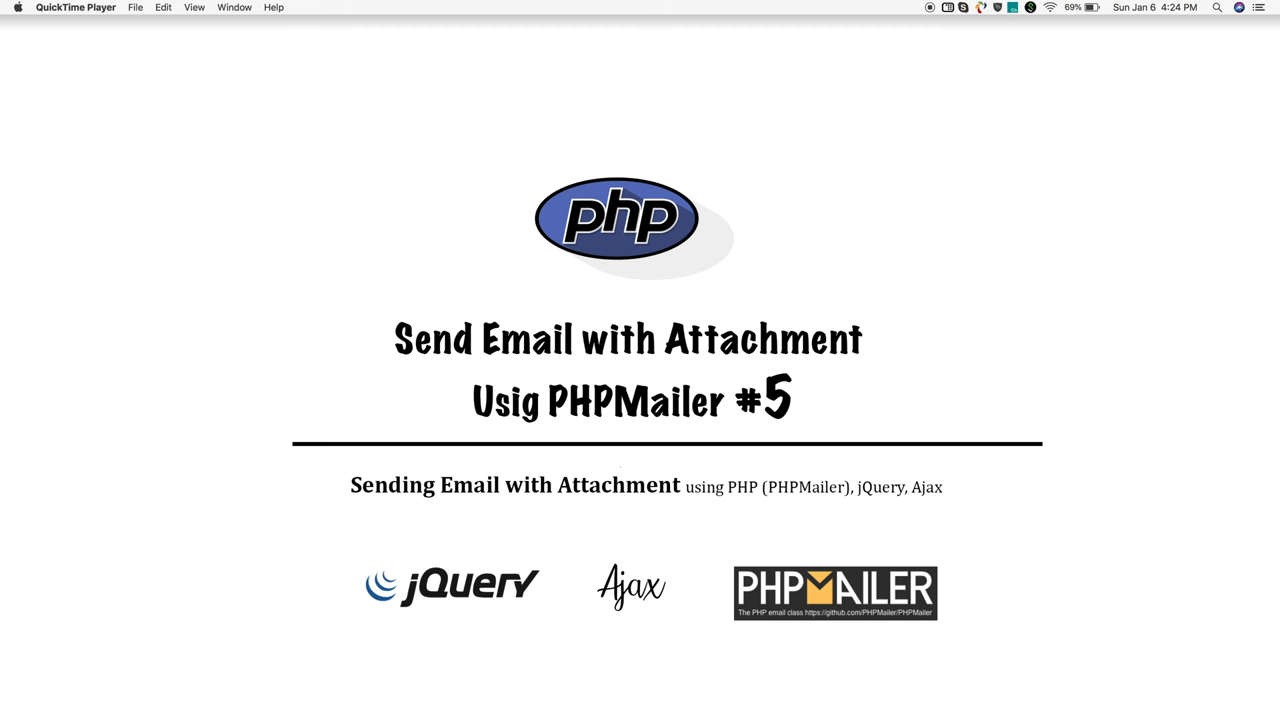 QuickTime Player File Edit View Window Help 69% Sun Jan 6 4:24 PM
php
Send Email with Attachment
Usig PHPMailer #5
Sending Email with Attachment using PHP (PHPMailer), jQuery, Ajax
jQuery Ajax PHPMAILER
The PHP email class https://github.com/PHPMailer/PHPMailer